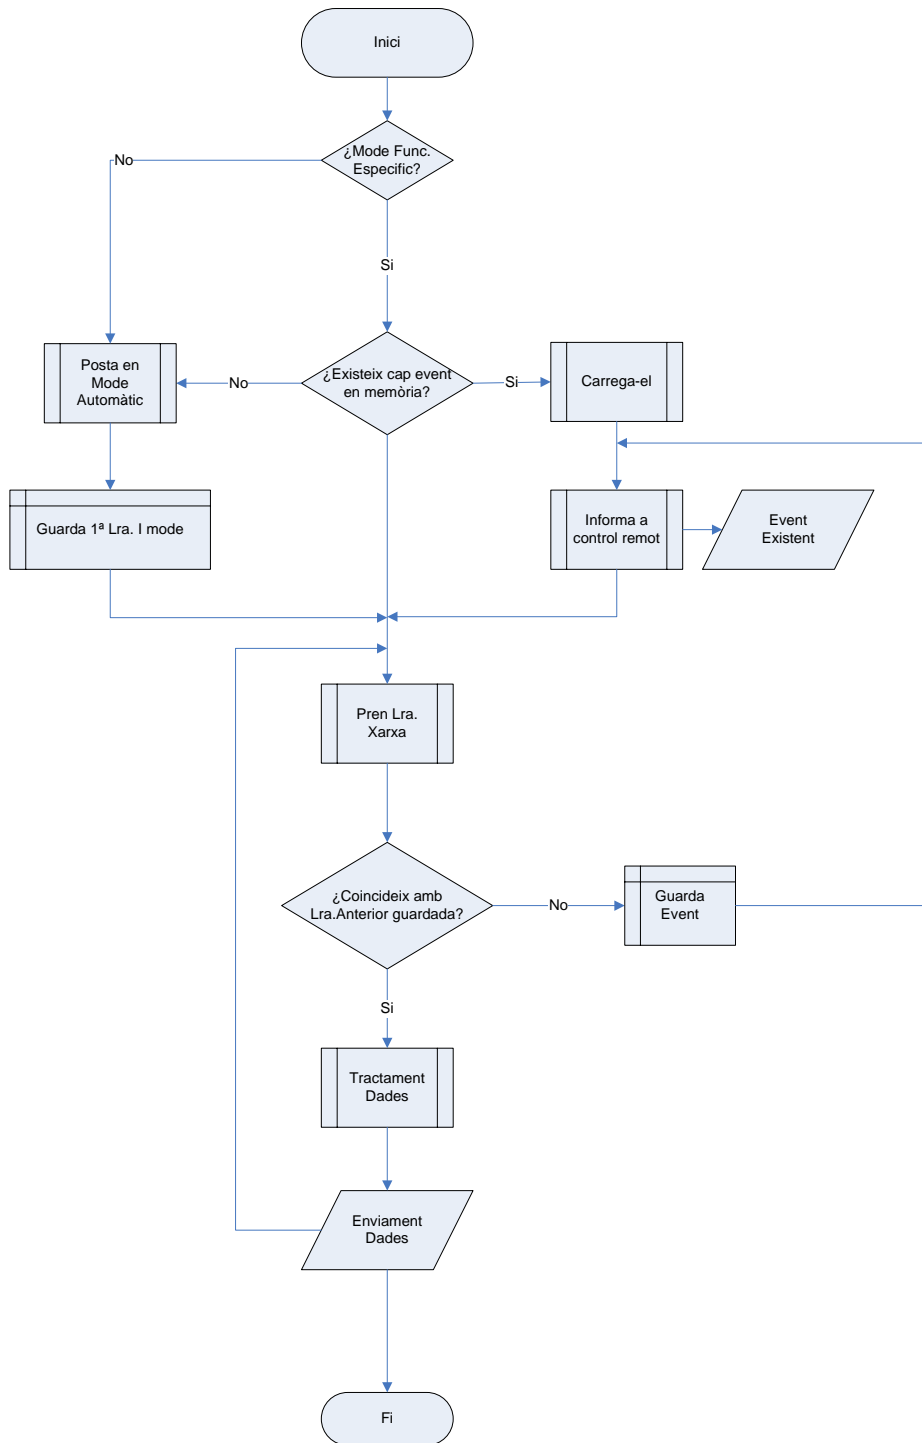 Inici
¿Mode Func.
Especific?
No
Si
Posta en
Mode
Automàtic
No
¿Existeix cap event
en memòria?
Si
Carrega-el
Guarda 1ª Lra. I mode
Informa a
control remot
Event
Existent
Pren Lra.
Xarxa
¿Coincideix amb
Lra.Anterior guardada?
No
Guarda
Event
Si
Tractament
Dades
Enviament
Dades
Fi